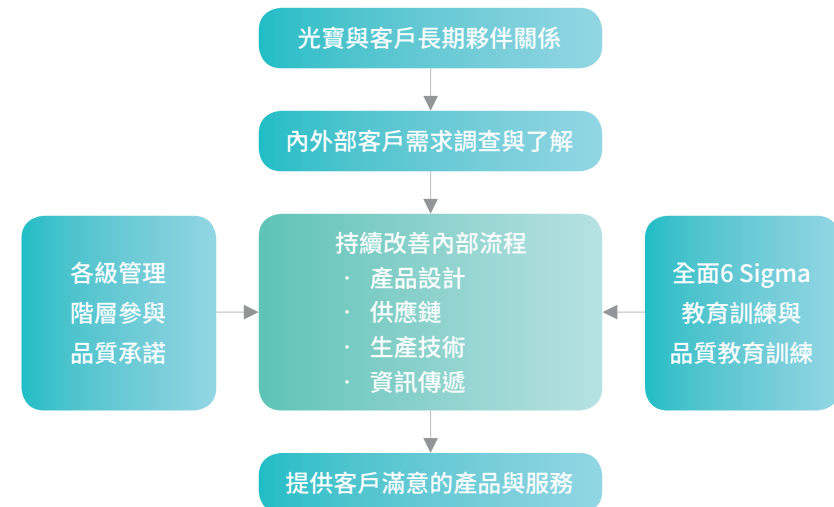 光寶與客戶長期夥伴關係
內外部客戶需求調查與了解
各級管理
階層參與
品質承諾
持續改善內部流程
· 產品設計
· 供應鏈
· 生產技術
· 資訊傳遞
全面6 Sigma
教育訓練與
品質教育訓練
提供客戶滿意的產品與服務